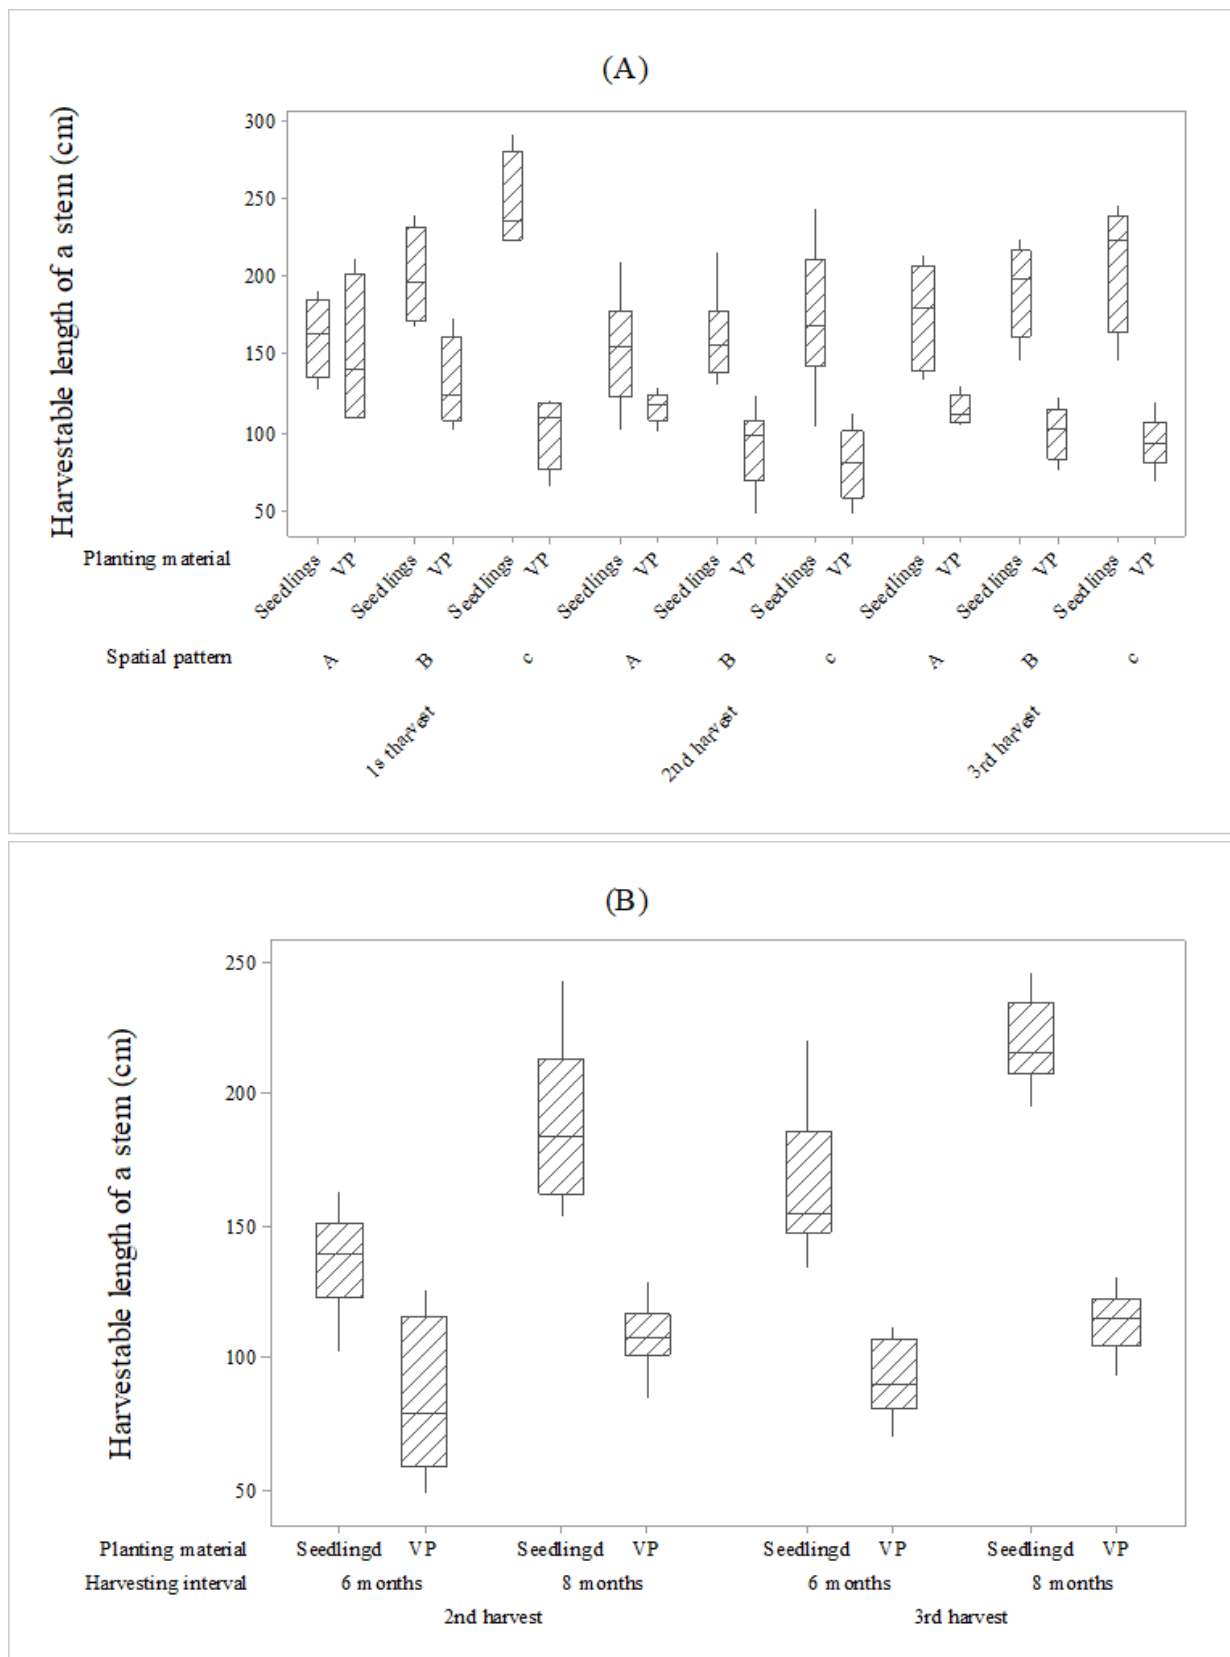 (A)
Harvestable length of a stem (cm)
300
250
200
150
100
50
Planting material
Seedlings VP Seedlings VP Seedlings VP Seedlings VP Seedlings VP Seedlings VP Seedlings VP Seedlings VP Seedlings VP
Spatial pattern
A B c A B c A B c
1s tharvest 2nd harvest 3rd harvest
(B)
Harvestable length of a stem (cm)
250
200
150
100
50
Planting material Seedlingd VP Seedlingd VP Seedlingd VP Seedlingd VP
Harvesting interval 6 months 8 months 6 months 8 months
2nd harvest 3rd harvest